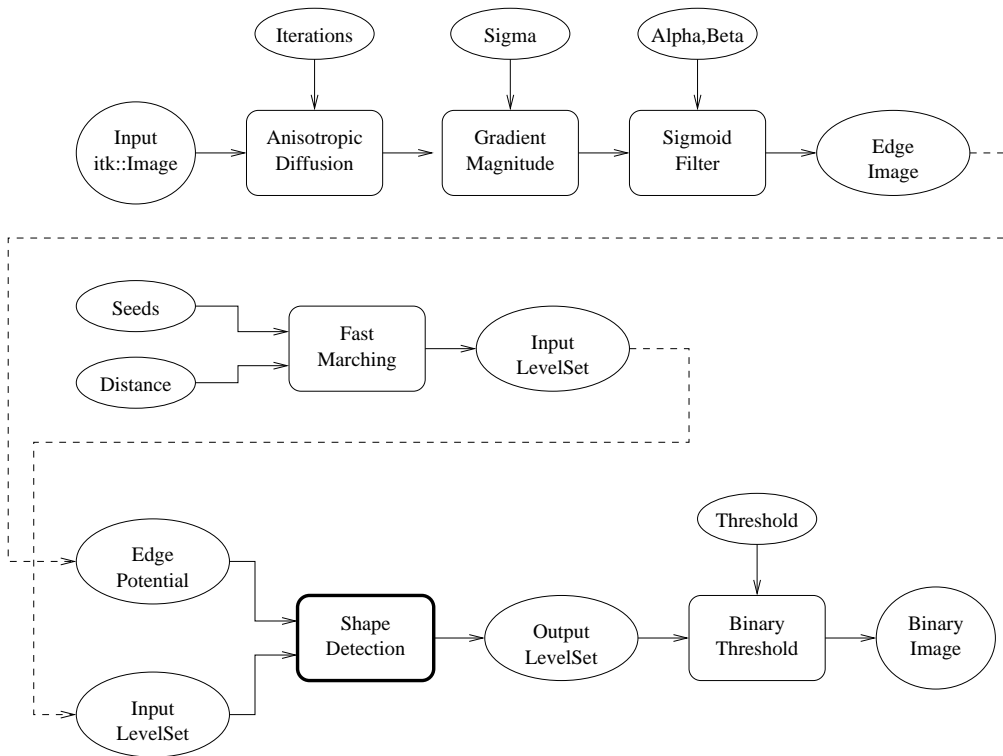 Iterations
Sigma
Alpha,Beta
Input
itk::Image
Anisotropic
Diffusion
Gradient
Magnitude
Sigmoid
Filter
Edge
Image
Seeds
Distance
Fast
Marching
Input
LevelSet
Threshold
Edge
Potential
Input
LevelSet
Shape
Detection
Output
LevelSet
Binary
Threshold
Binary
Image